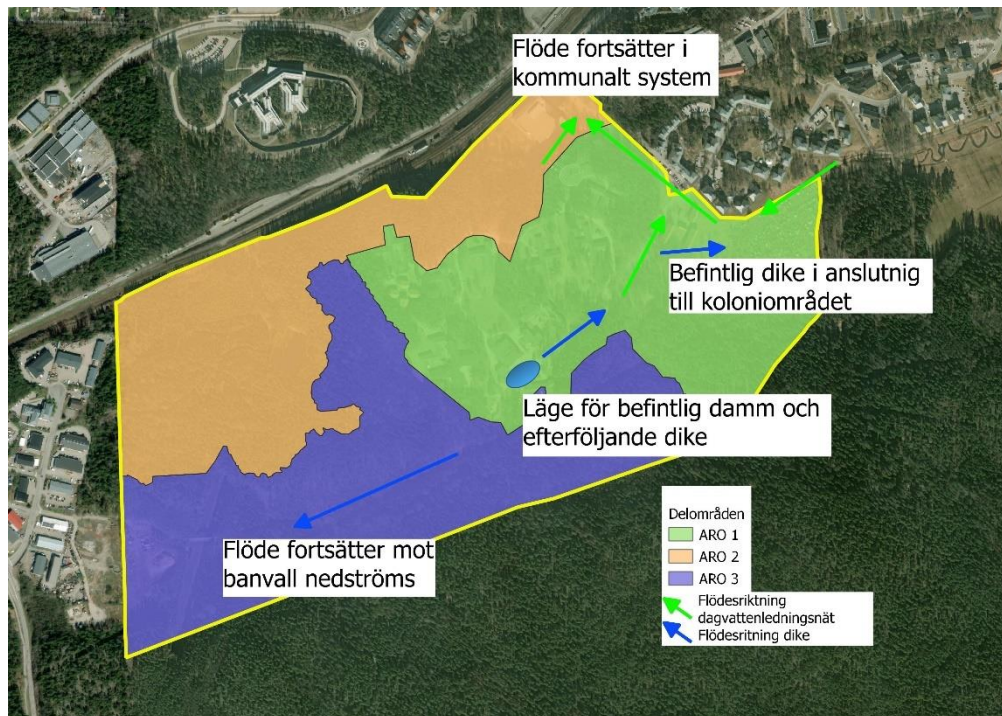 Flöde fortsätter i
kommunalt system
Befintlig dike i anslutnig
till koloniområdet
Läge för befintlig damm och
efterföljande dike
Flöde fortsätter mot
banvall nedströms
Delområden
ARO 1
ARO 2
ARO 3
Flödesriktning
dagvattenledningsnät
Flödesritning dike